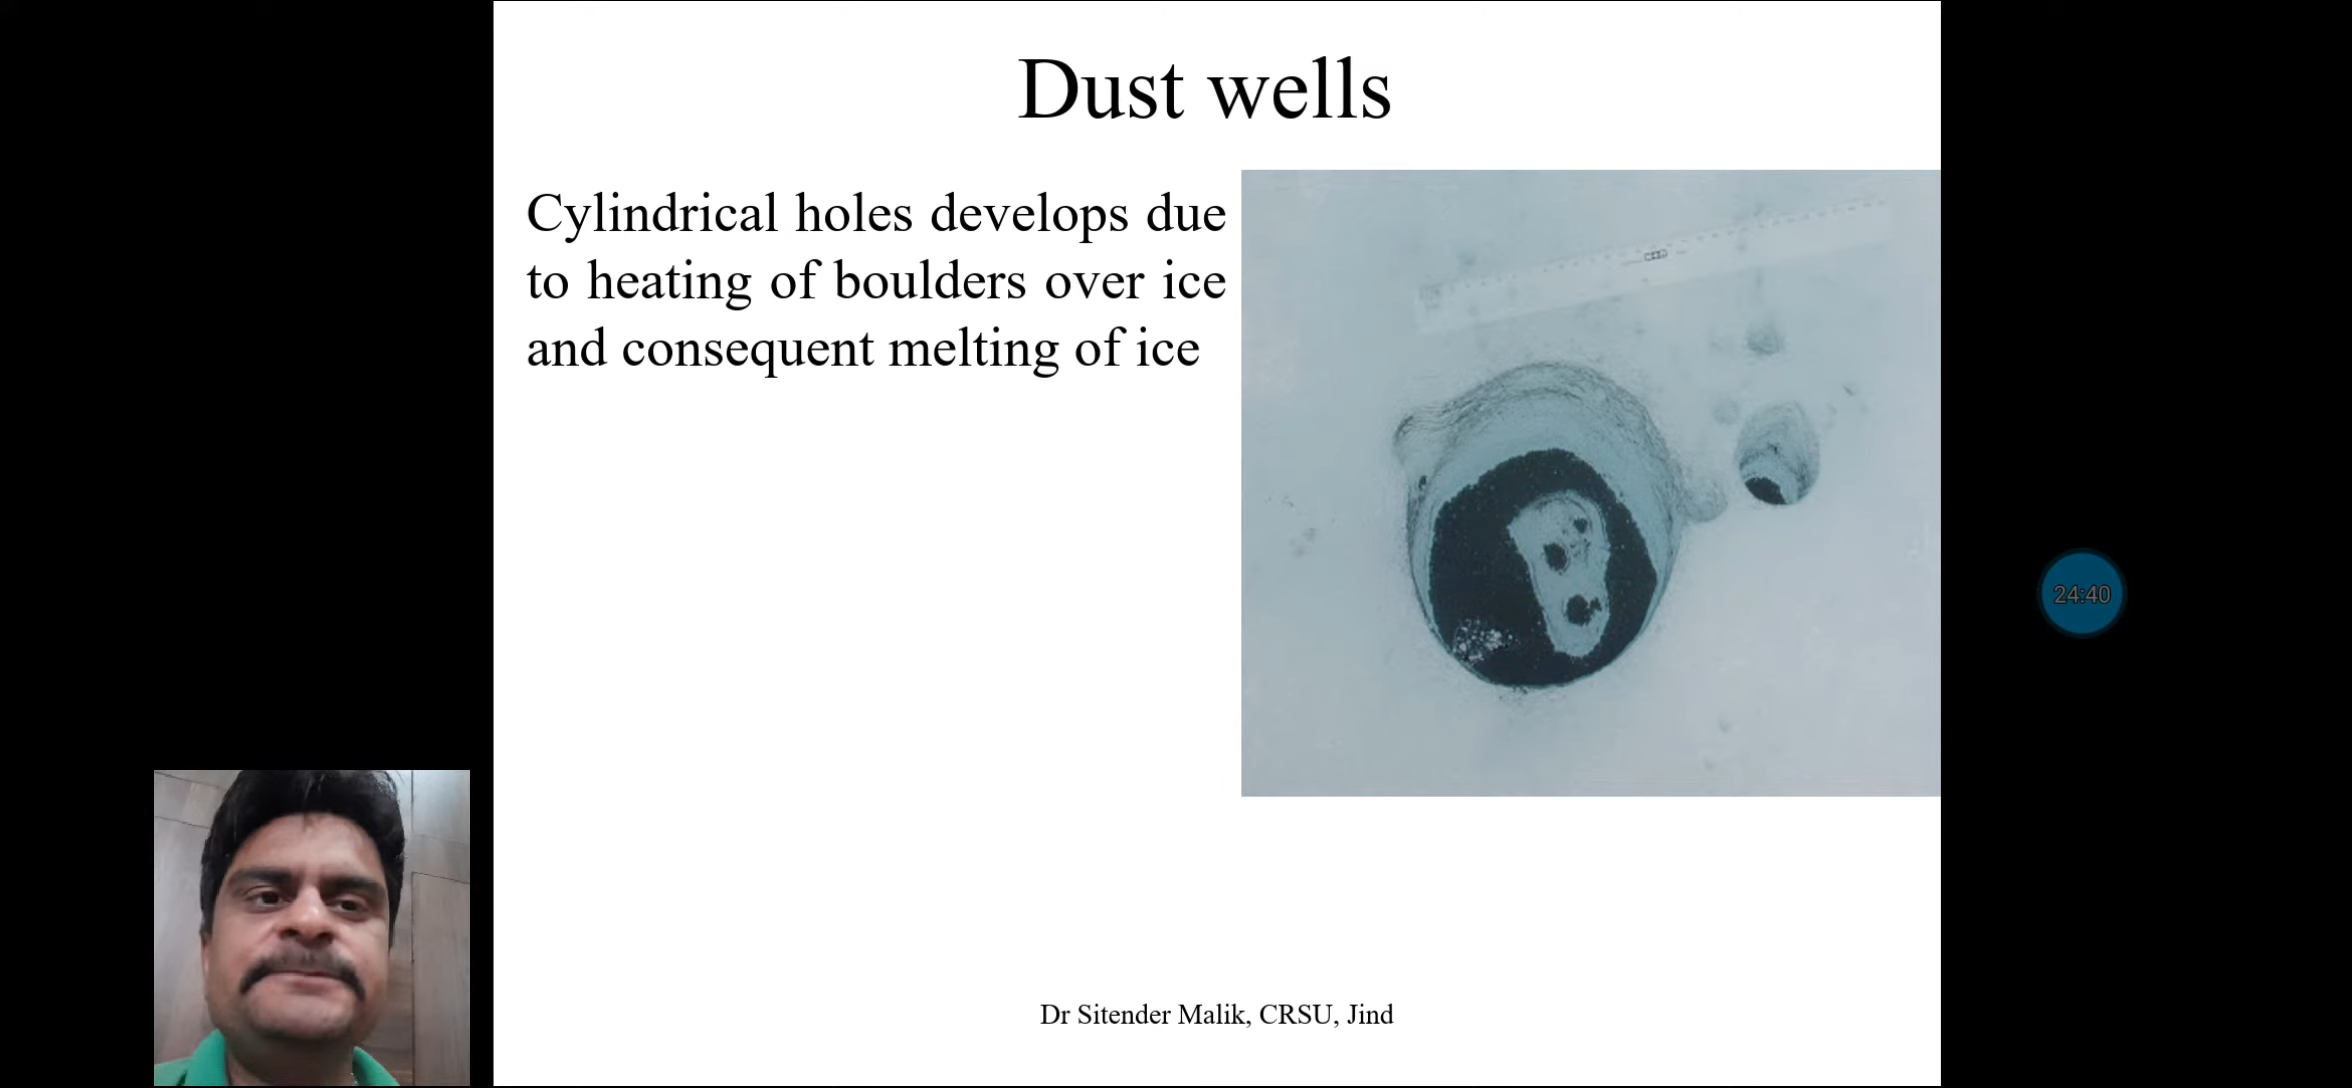 Dust wells
Cylindrical holes develops due
to heating of boulders over ice
and consequent melting of ice
24:40
Dr Sitender Malik, CRSU, Jind